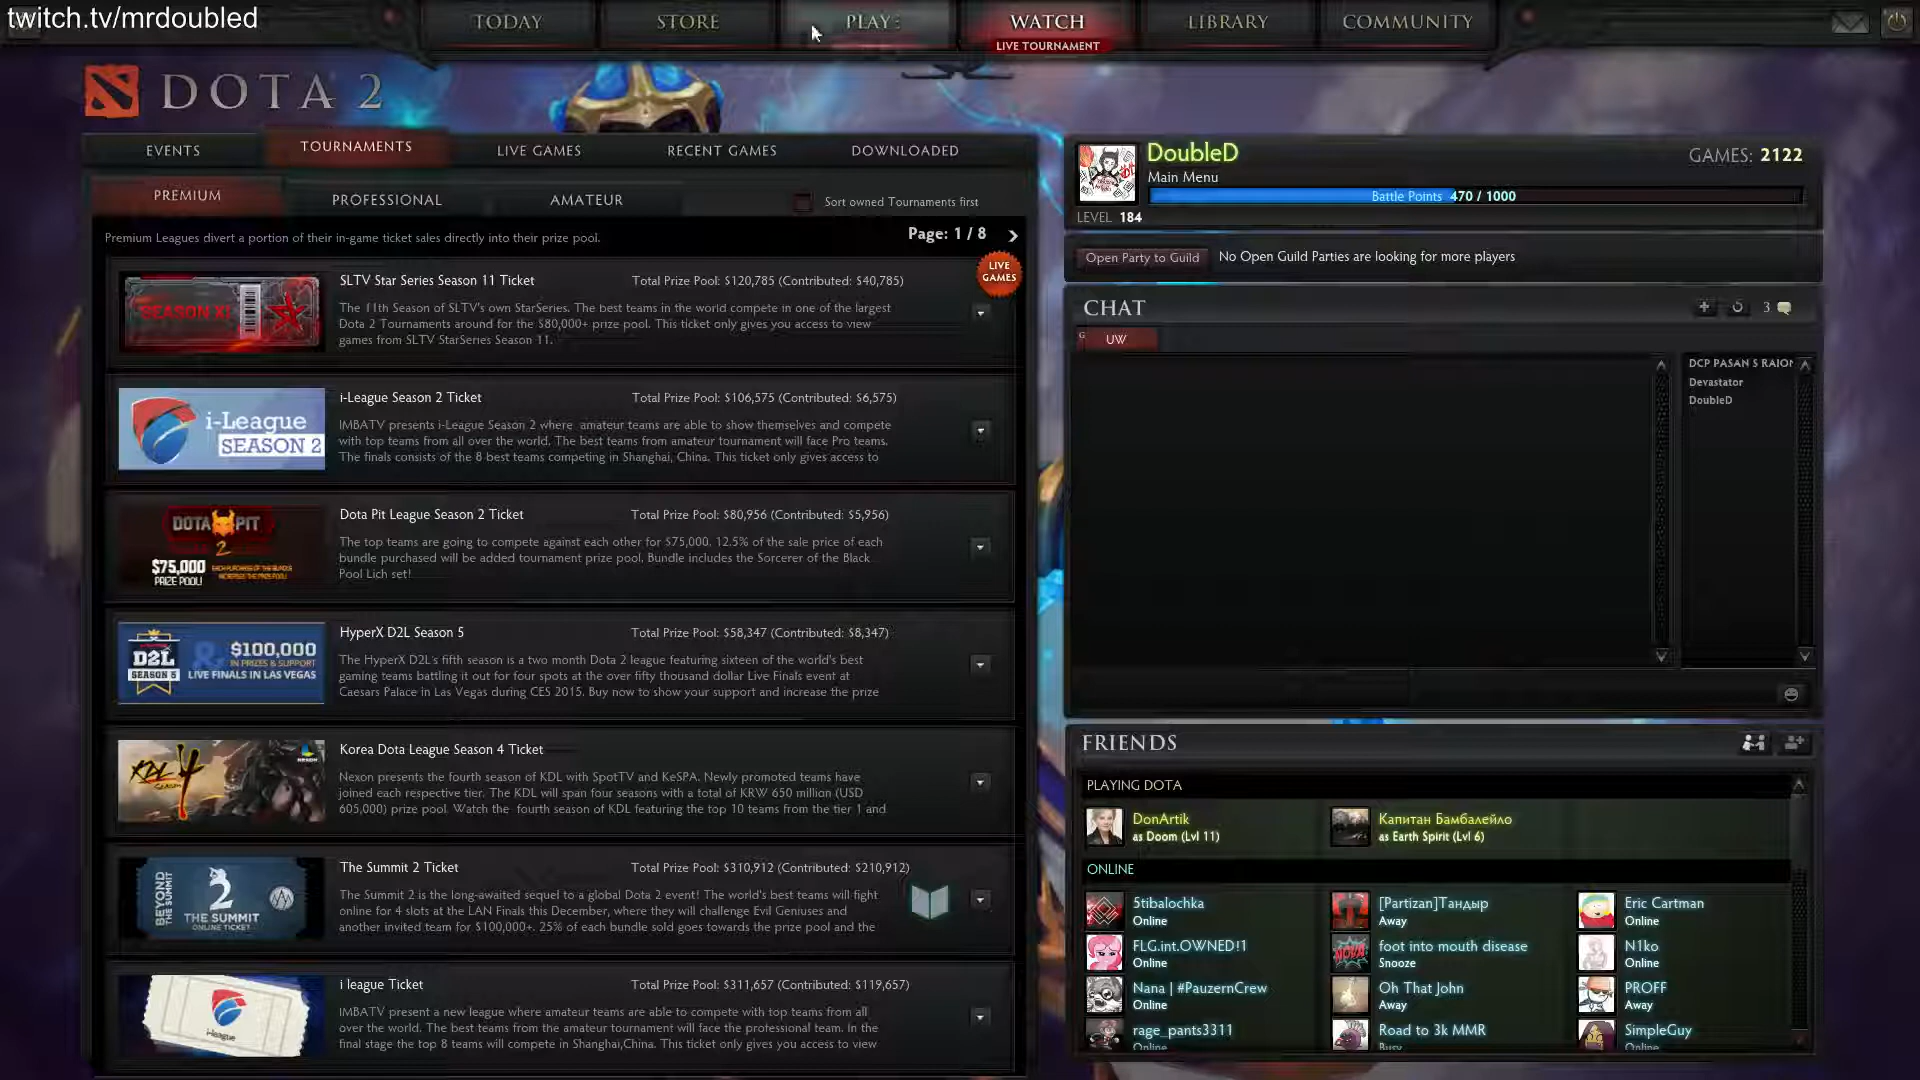 twitch.tv/mrdoubled
TODAY
STORE
PLAY
WATCH
LIVE TOURNAMENT
LIBRARY
COMMUNITY
DOTA 2
EVENTS
TOURNAMENTS
LIVE GAMES
RECENT GAMES
DOWNLOADED
PREMIUM
PROFESSIONAL
AMATEUR
Sort owned Tournaments first
Premium Leagues divert a portion of their in-game ticket sales directly into their prize pool.
Page: 1 / 8
LIVE
GAMES
SEASON XI
SLTV Star Series Season 11 Ticket
Total Prize Pool: $120,785 (Contributed: $40,785)
The 11th Season of SLTV's own StarSeries. The best teams in the world compete in one of the largest
Dota 2 Tournaments around for the $80,000+ prize pool. This ticket only gives you access to view
games from SLTV StarSeries Season 11.
i-League
SEASON 2
i-League Season 2 Ticket
Total Prize Pool: $106,575 (Contributed: $6,575)
IMBATV presents i-League Season 2 where amateur teams are able to show themselves and compete
with top teams from all over the world. The best teams from amateur tournament will face Pro teams.
The finals consists of the 8 best teams competing in Shanghai, China. This ticket only gives access to
DOTA PIT
2
$75,000
PRIZE POOL!
Dota Pit League Season 2 Ticket
Total Prize Pool: $80,956 (Contributed: $5,956)
The top teams are going to compete against each other for $75,000. 12.5% of the sale price of each
bundle purchased will be added tournament prize pool. Bundle includes the Sorcerer of the Black
Pool Lich set!
D2L
SEASON 5
$100,000
IN PRIZES & SUPPORT
LIVE FINALS IN LAS VEGAS
HyperX D2L Season 5
Total Prize Pool: $58,347 (Contributed: $8,347)
The HyperX D2L's fifth season is a two month Dota 2 league featuring sixteen of the world's best
gaming teams battling it out for four spots at the over fifty thousand dollar Live Finals event at
Caesars Palace in Las Vegas during CES 2015. Buy now to show your support and increase the prize
KDL 4
SEASON
NEXON
Korea Dota League Season 4 Ticket
Nexon presents the fourth season of KDL with SpotTV and KeSPA. Newly promoted teams have
joined each respective tier. The KDL will span four seasons with a total of KRW 650 million (USD
605,000) prize pool. Watch the fourth season of KDL featuring the top 10 teams from the tier 1 and
BEYOND
THE SUMMIT
2
THE SUMMIT
ONLINE TICKET
The Summit 2 Ticket
Total Prize Pool: $310,912 (Contributed: $210,912)
The Summit 2 is the long-awaited sequel to a global Dota 2 event! The world's best teams will fight
online for 4 slots at the LAN Finals this December, where they will challenge Evil Geniuses and
another invited team for $100,000+. 25% of each bundle sold goes towards the prize pool and the
i-league
i league Ticket
Total Prize Pool: $311,657 (Contributed: $119,657)
IMBATV present a new league where amateur teams are able to compete with top teams from all
over the world. The best teams from the amateur tournament will face the professional team. In the
final stage the top 8 teams will compete in Shanghai,China. This ticket only gives you access to view
DoubleD
GAMES: 2122
Main Menu
Battle Points 470 / 1000
LEVEL 184
Open Party to Guild
No Open Guild Parties are looking for more players
CHAT
3
G
UW
DCP PASAN S RAION
Devastator
DoubleD
FRIENDS
PLAYING DOTA
DonArtik
as Doom (Lvl 11)
Капитан Бамбалейло
as Earth Spirit (Lvl 6)
ONLINE
5tibalochka
Online
[Partizan]Тандыр
Away
Eric Cartman
Online
FLG.int.OWNED!1
Online
foot into mouth disease
Snooze
N1ko
Online
Nana | #PauzernCrew
Online
Oh That John
Away
PROFF
Away
rage_pants3311
Online
Road to 3k MMR
Busy
SimpleGuy
Online